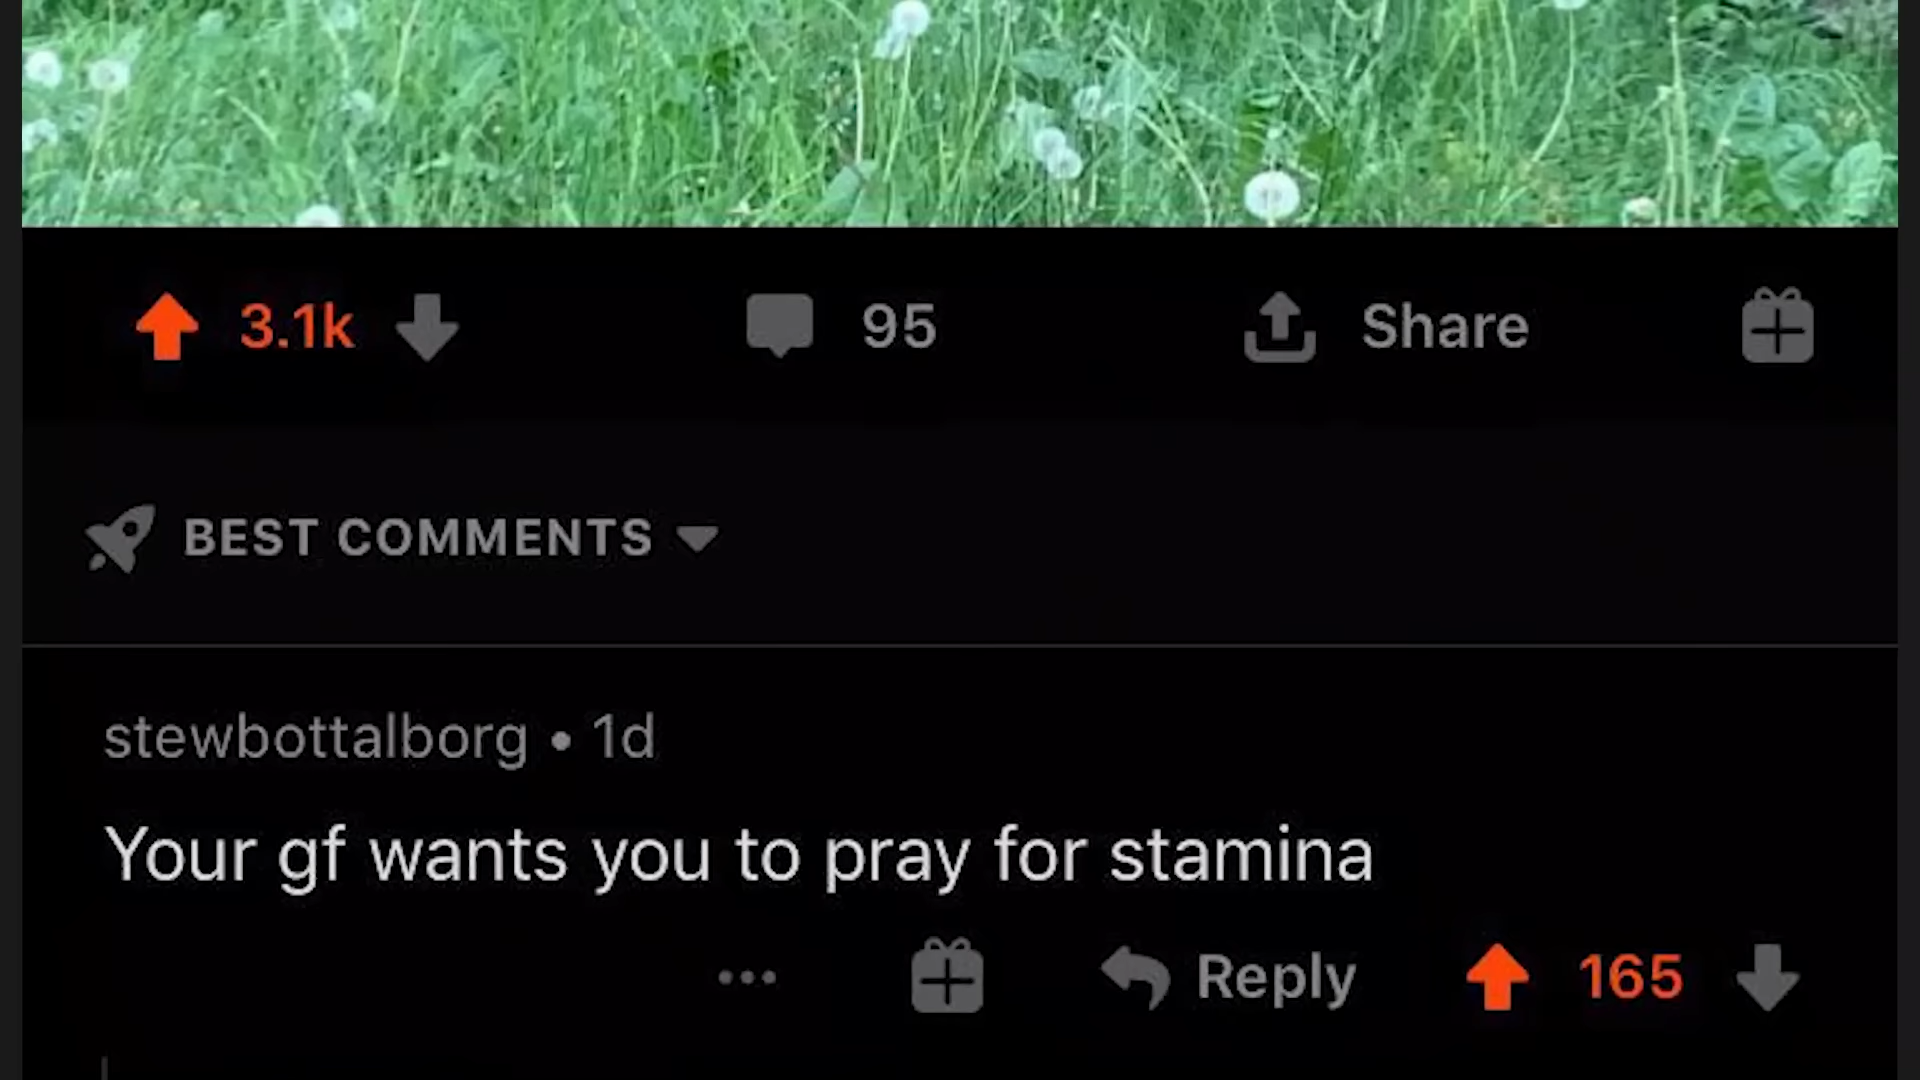 3.1k 95 Share
BEST COMMENTS
stewbottalborg • 1d
Your gf wants you to pray for stamina
Reply 165